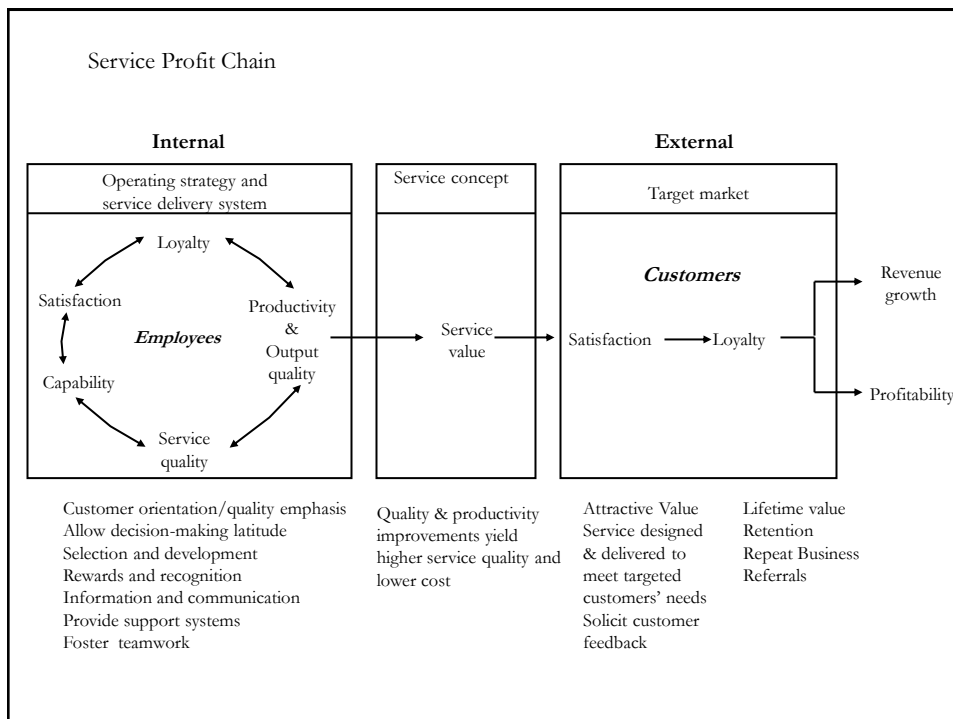 Service Profit Chain
Internal
External
Operating strategy and
service delivery system
Service concept
Target market
Loyalty
Satisfaction
Employees
Productivity
&
Output
quality
Capability
Service
quality
Service
value
Customers
Satisfaction
Loyalty
Revenue
growth
Profitability
Customer orientation/quality emphasis
Allow decision-making latitude
Selection and development
Rewards and recognition
Information and communication
Provide support systems
Foster teamwork
Quality & productivity
improvements yield
higher service quality and
lower cost
Attractive Value
Service designed
& delivered to
meet targeted
customers’ needs
Solicit customer
feedback
Lifetime value
Retention
Repeat Business
Referrals